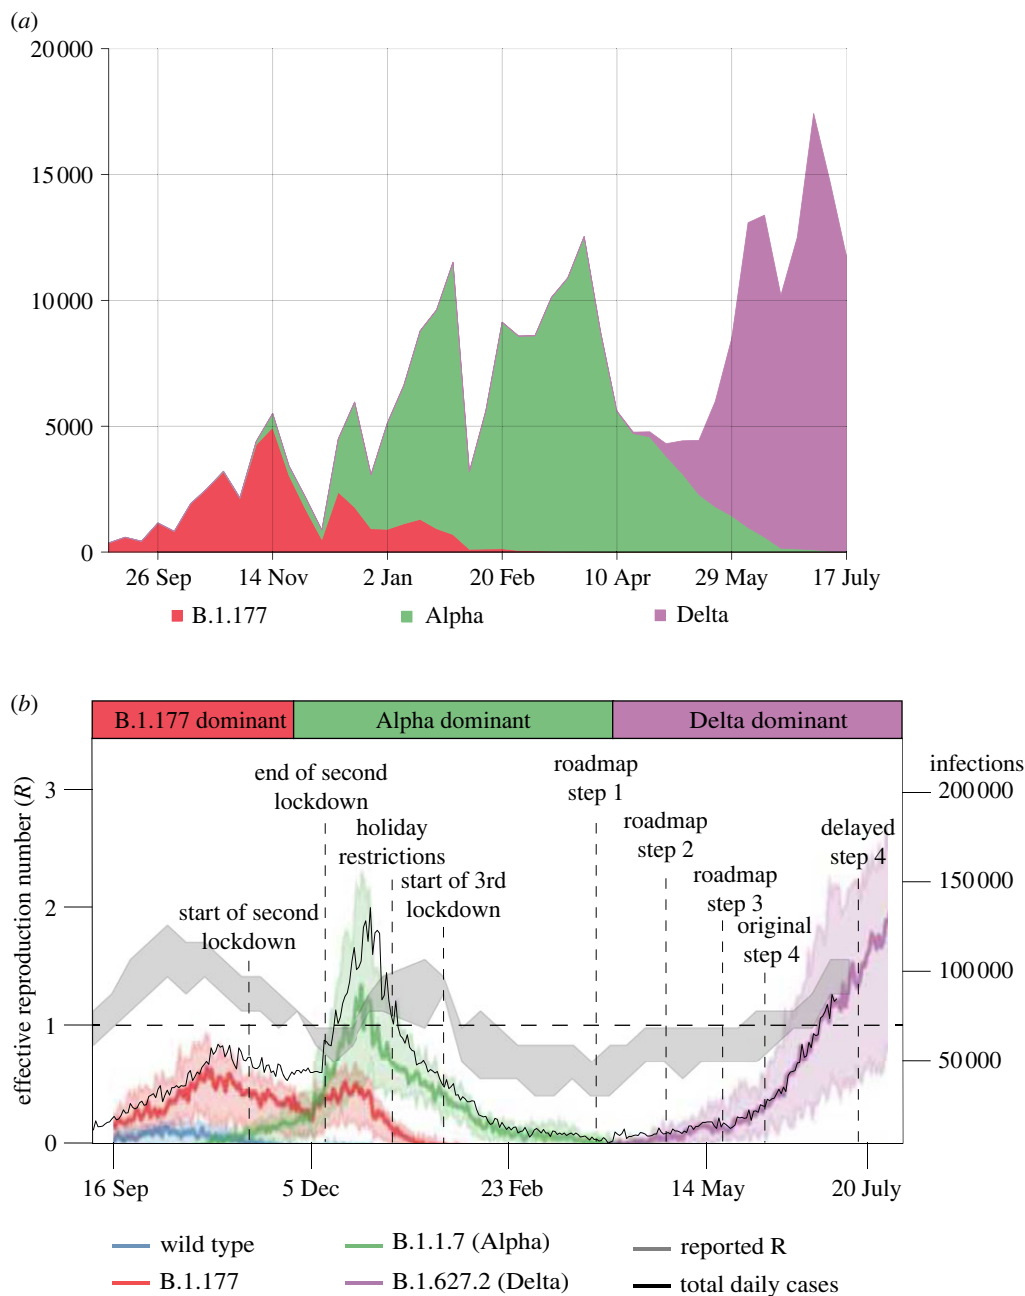 (a)
20 000
15 000
10 000
5000
0
26 Sep
14 Nov
2 Jan
20 Feb
10 Apr
29 May
17 July
B.1.177
Alpha
Delta
(b)
B.1.177 dominant
Alpha dominant
Delta dominant
effective reproduction number (R)
3
2
1
0
infections
200 000
150 000
100 000
50 000
start of second
lockdown
end of second
lockdown
holiday
restrictions
start of 3rd
lockdown
roadmap
step 1
roadmap
step 2
roadmap
step 3
original
step 4
delayed
step 4
16 Sep
5 Dec
23 Feb
14 May
20 July
wild type
B.1.177
B.1.1.7 (Alpha)
B.1.627.2 (Delta)
reported R
total daily cases